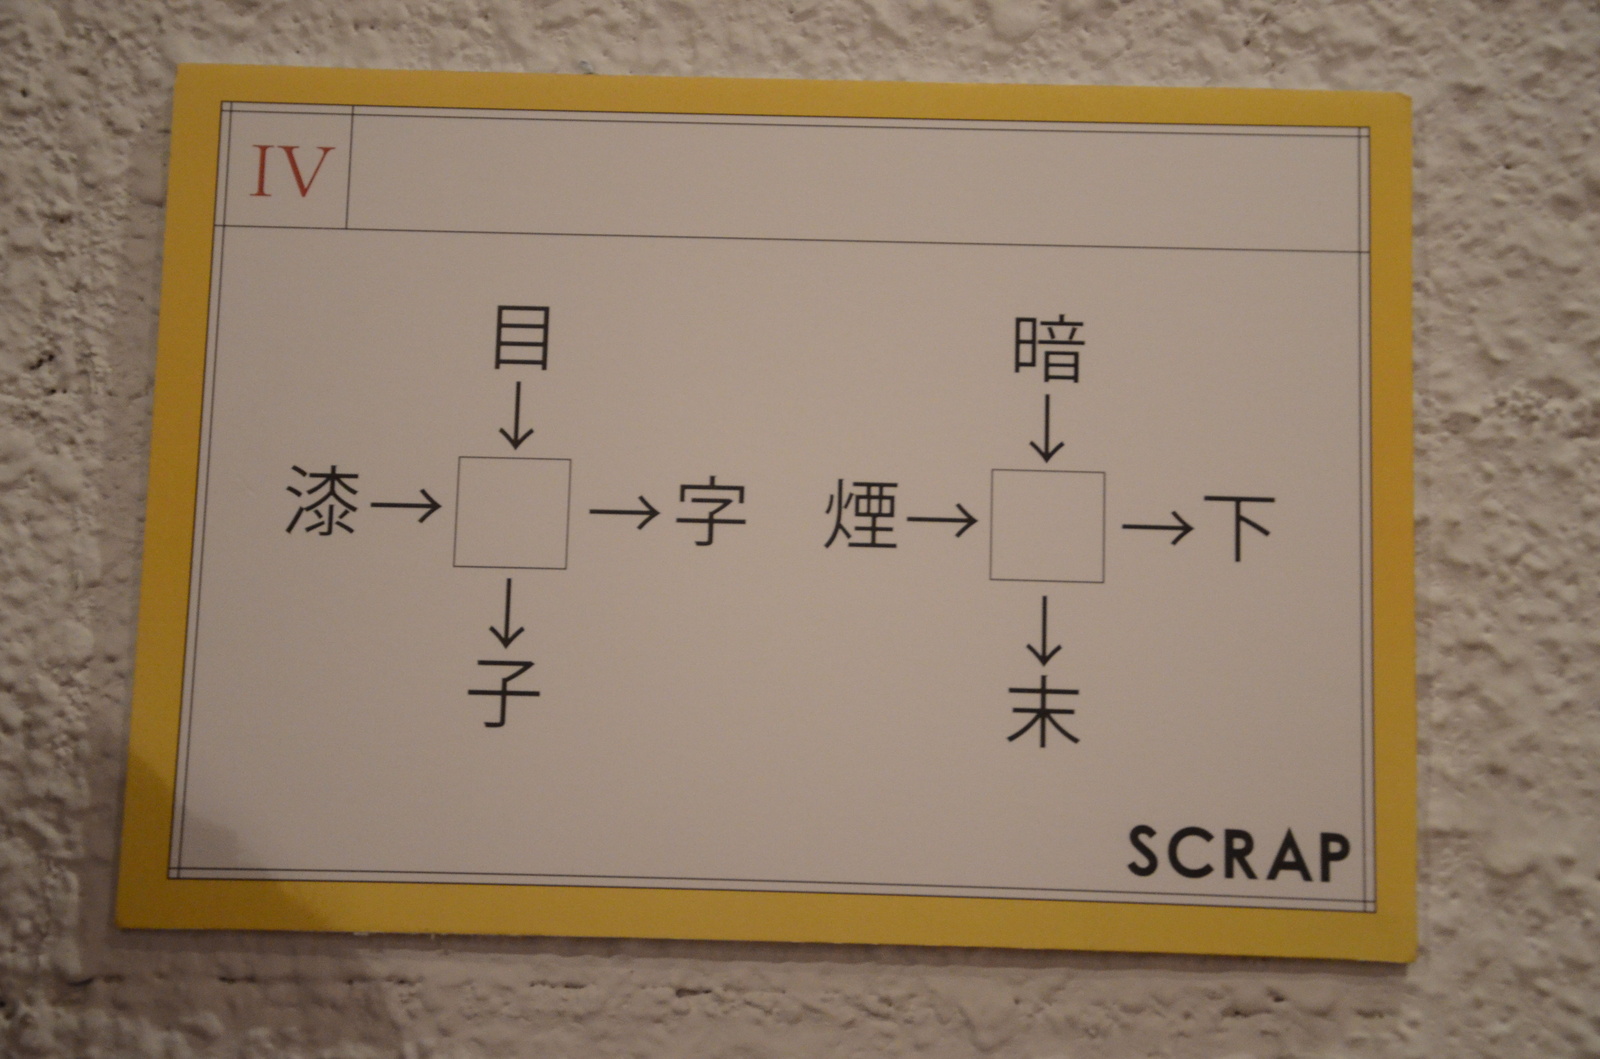 IV
目 暗
↓ ↓
漆→□→字 煙→□→下
↓ ↓
子 末
SCRAP